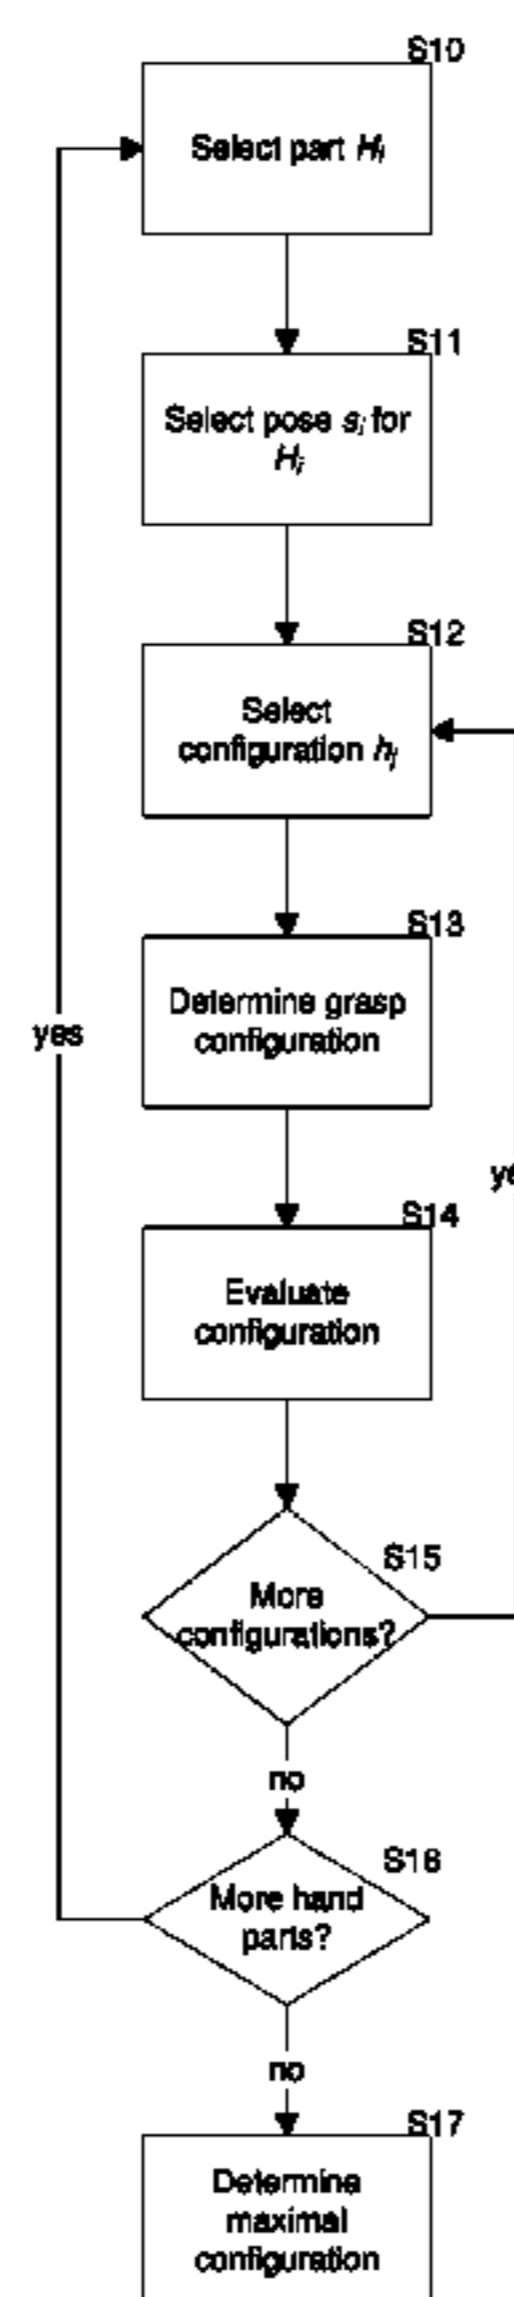 S10
Select part Hi
S11
Select pose si for
Hi
S12
Select
configuration hj
S13
Determine grasp
configuration
yes
S14
Evaluate
configuration
S15
More
configurations?
no
S16
More hand
parts?
no
S17
Determine
maximal
configuration